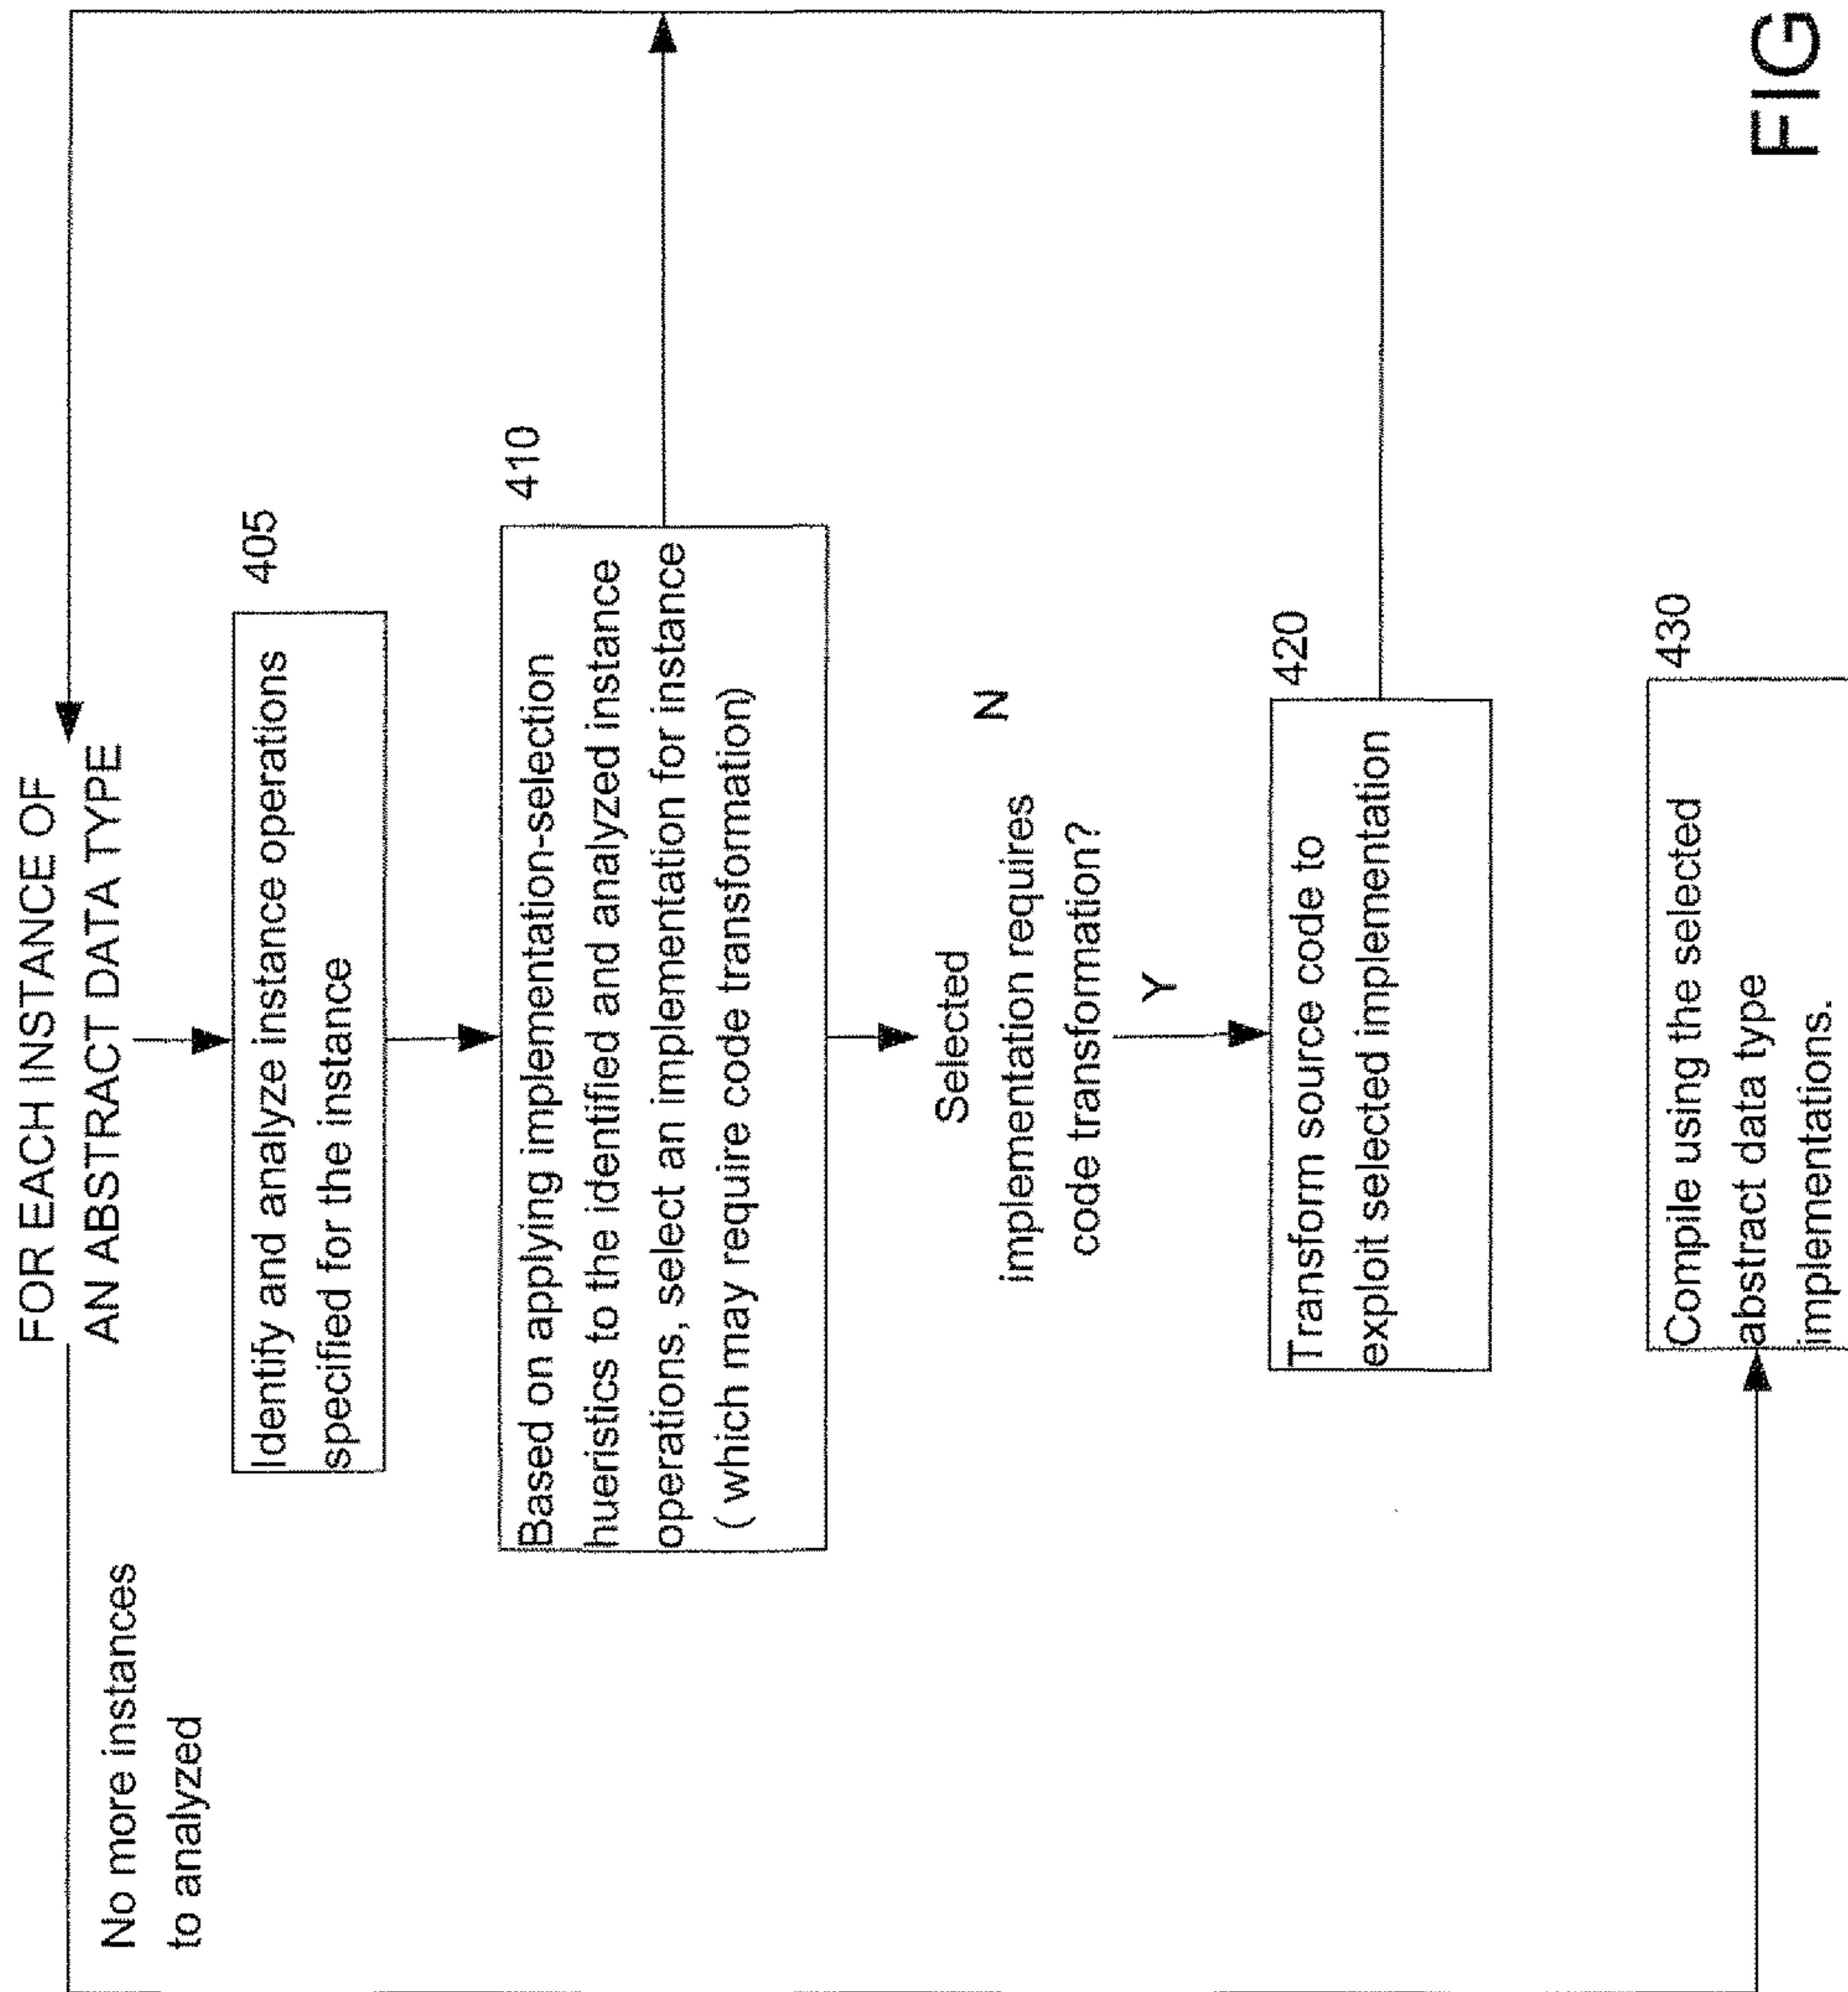 FOR EACH INSTANCE OF
AN ABSTRACT DATA TYPE
No more instances
to analyzed
405
Identify and analyze instance operations
specified for the instance
410
Based on applying implementation-selection
hueristics to the identified and analyzed instance
operations, select an implementation for instance
( which may require code transformation)
Selected
implementation requires
code transformation?
N
Y
420
Transform source code to
exploit selected implementation
430
Compile using the selected
abstract data type
implementations.
FIG